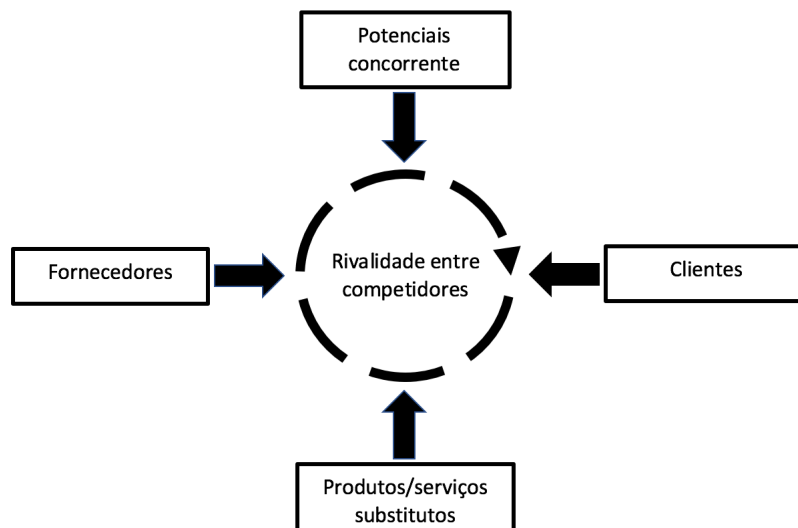 Potenciais
concorrente
Fornecedores
Rivalidade entre
competidores
Clientes
Produtos/serviços
substitutos